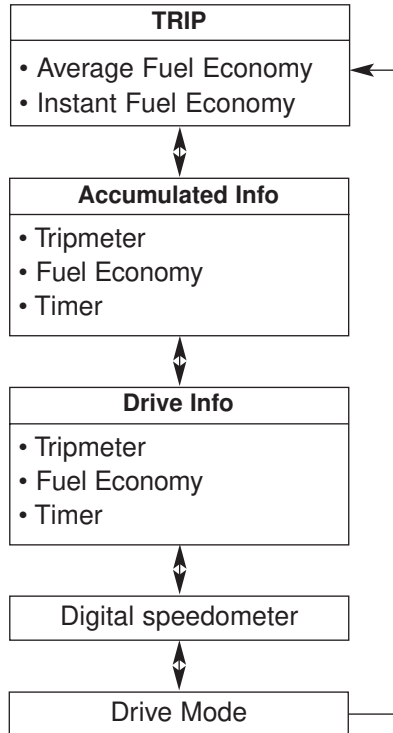 TRIP
• Average Fuel Economy
• Instant Fuel Economy
Accumulated Info
• Tripmeter
• Fuel Economy
• Timer
Drive Info
• Tripmeter
• Fuel Economy
• Timer
Digital speedometer
Drive Mode